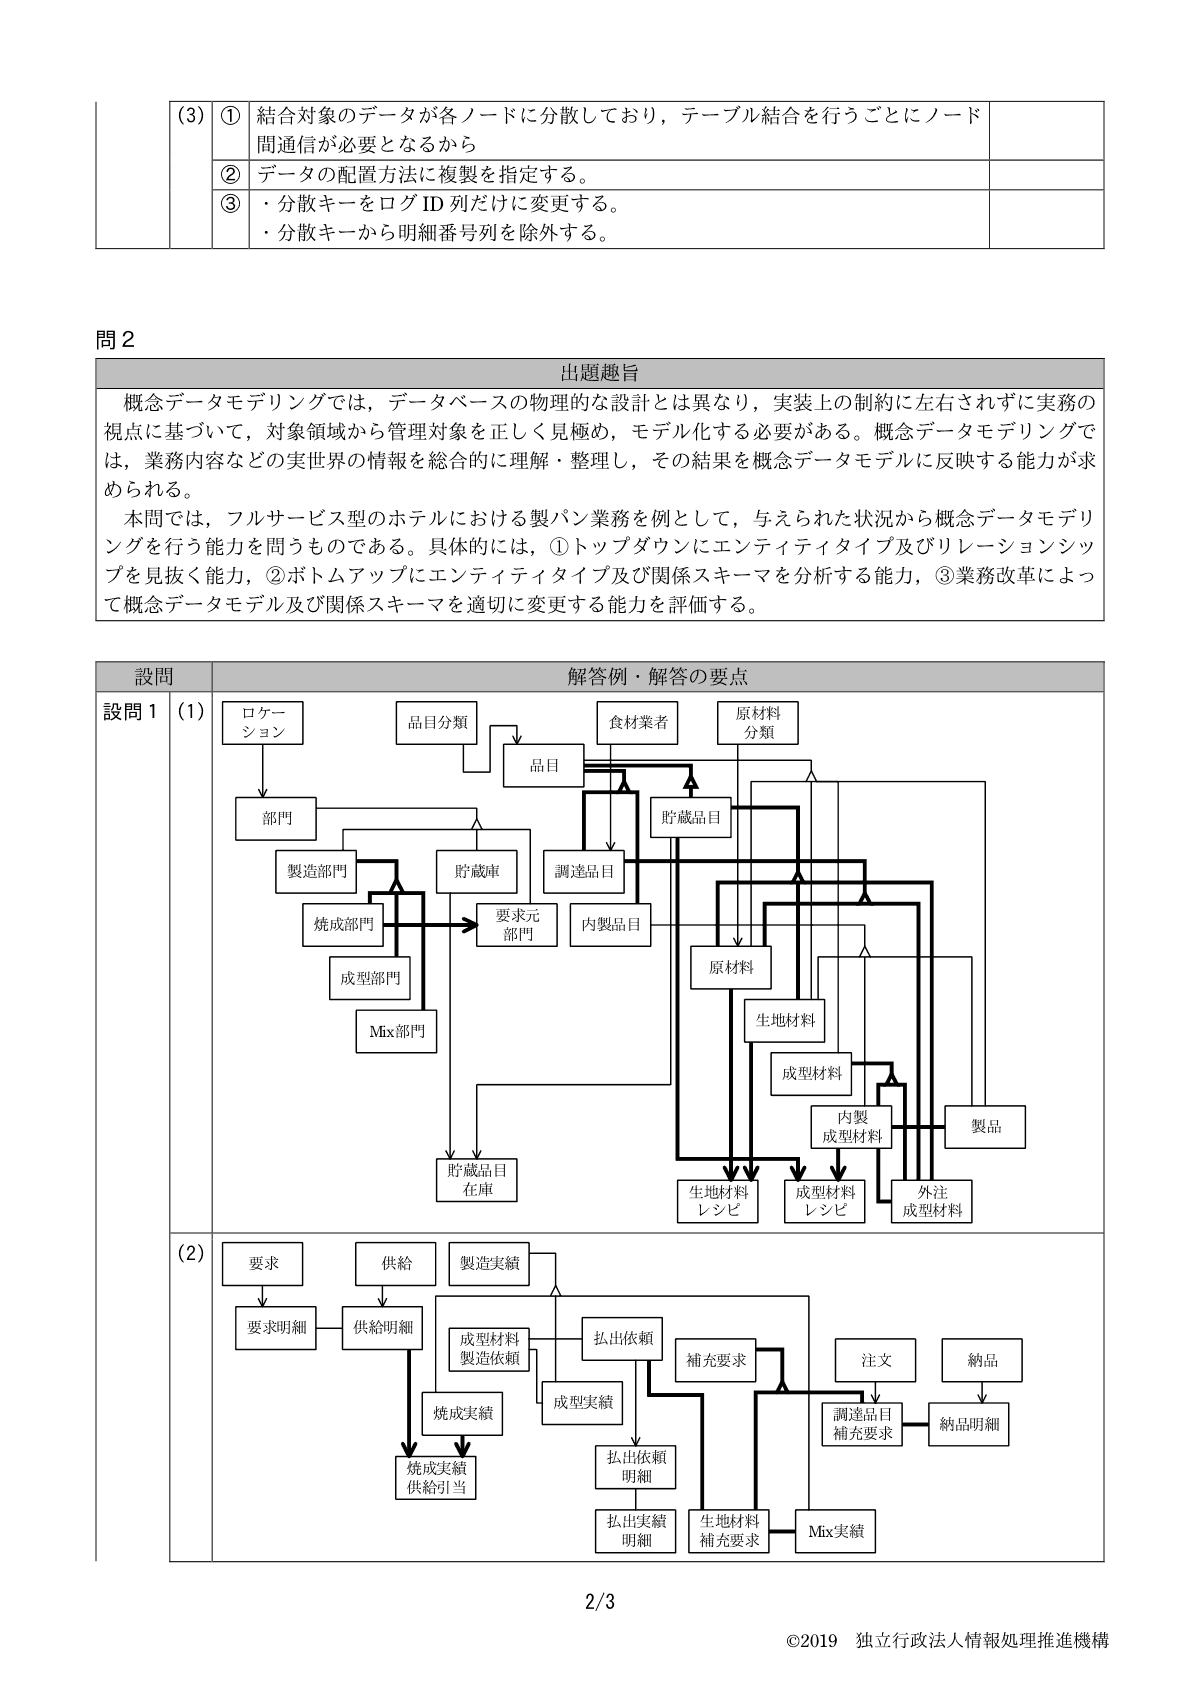 (3) ① 結合対象のデータが各ノードに分散しており，テーブル結合を行うごとにノード
間通信が必要となるから
② データの配置方法に複製を指定する。
③ ・分散キーをログ ID 列だけに変更する。
・分散キーから明細番号列を除外する。
問２
出題趣旨
概念データモデリングでは，データベースの物理的な設計とは異なり，実装上の制約に左右されずに実務の
視点に基づいて，対象領域から管理対象を正しく見極め，モデル化する必要がある。概念データモデリングで
は，業務内容などの実世界の情報を総合的に理解・整理し，その結果を概念データモデルに反映する能力が求
められる。
本問では，フルサービス型のホテルにおける製パン業務を例として，与えられた状況から概念データモデリ
ングを行う能力を問うものである。具体的には，①トップダウンにエンティティタイプ及びリレーションシッ
プを見抜く能力，②ボトムアップにエンティティタイプ及び関係スキーマを分析する能力，③業務改革によっ
て概念データモデル及び関係スキーマを適切に変更する能力を評価する。
設問 解答例・解答の要点
設問１ (1)
ロケー
ション
品目分類
食材業者
原材料
分類
品目
部門
貯蔵品目
製造部門
貯蔵庫
調達品目
焼成部門
要求元
部門
内製品目
成型部門
原材料
Mix部門
生地材料
成型材料
内製
成型材料
製品
貯蔵品目
在庫
生地材料
レシピ
成型材料
レシピ
外注
成型材料
(2)
要求
供給
製造実績
要求明細
供給明細
成型材料
製造依頼
払出依頼
補充要求
注文
納品
焼成実績
成型実績
調達品目
補充要求
納品明細
焼成実績
供給引当
払出依頼
明細
払出実績
明細
生地材料
補充要求
Mix実績
2/3
©2019　独立行政法人情報処理推進機構